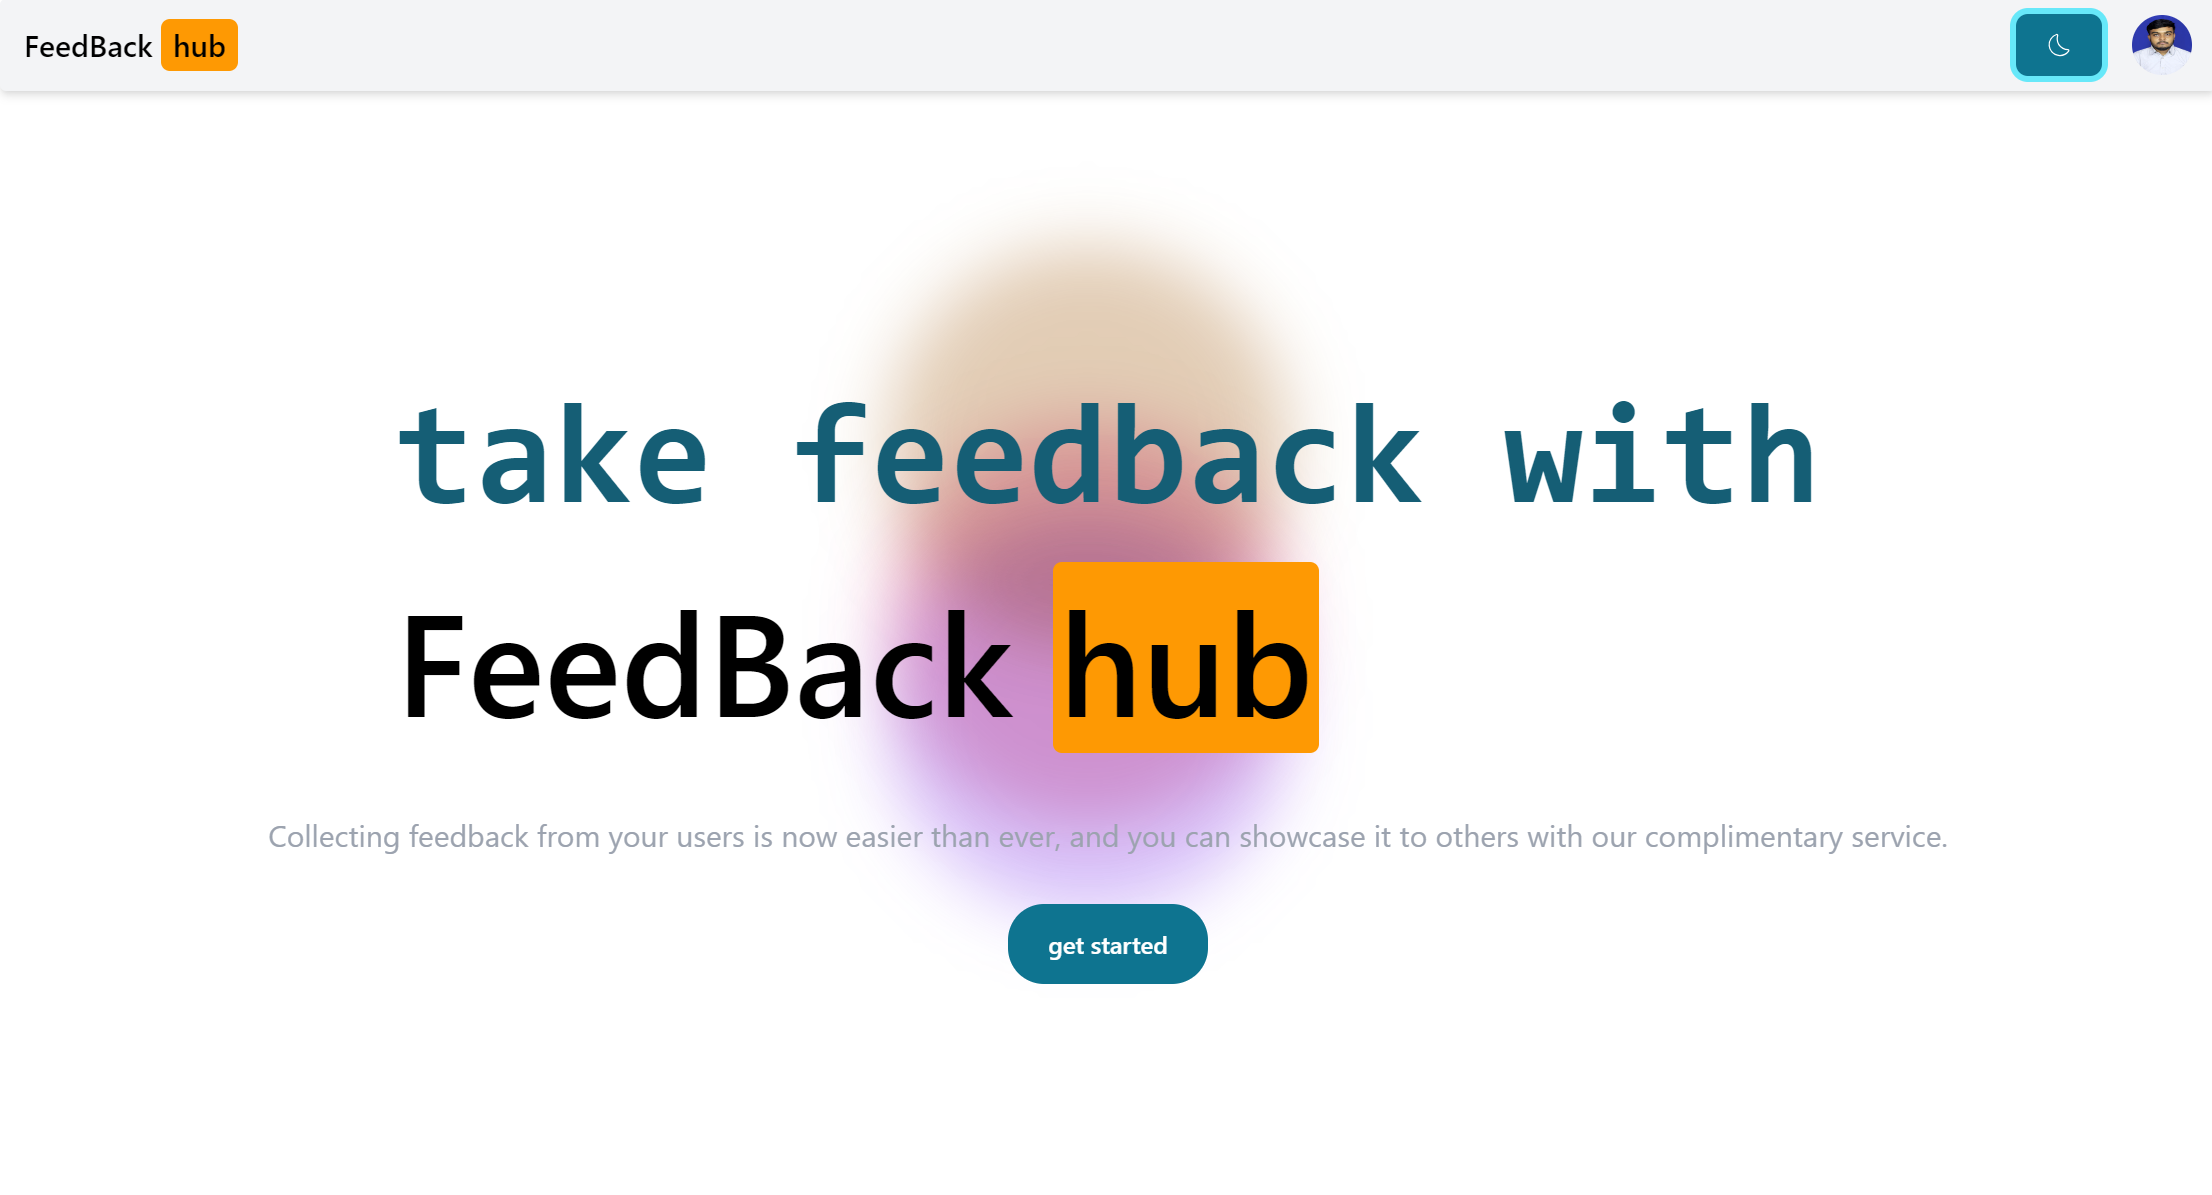 FeedBack hub
take feedback with
FeedBack hub
Collecting feedback from your users is now easier than ever, and you can showcase it to others with our complimentary service.
get started